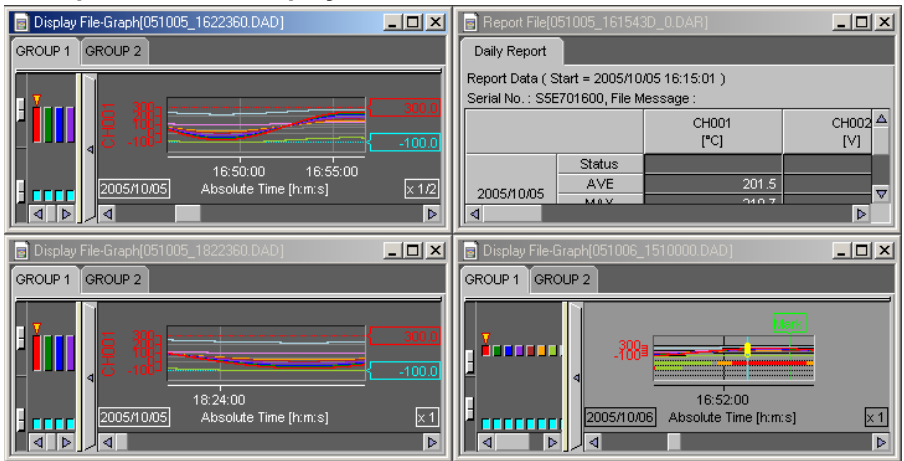 Display File-Graph[051005_1622360.DAD]
GROUP 1 GROUP 2
CH001
300
100
-100
300.0
-100.0
16:50:00 16:55:00
2005/10/05 Absolute Time [h:m:s] x 1/2
Report File[051005_161543D_0.DAR]
Daily Report
Report Data ( Start = 2005/10/05 16:15:01 )
Serial No. : S5E701600, File Message :
CH001 CH002
[°C] [V]
Status
2005/10/05 AVE 201.5
MAX 210.7
Display File-Graph[051005_1822360.DAD]
GROUP 1 GROUP 2
CH001
300
100
-100
300.0
-100.0
18:24:00
2005/10/05 Absolute Time [h:m:s] x 1
Display File-Graph[051006_1510000.DAD]
GROUP 1 GROUP 2
Mark
300
-100
16:52:00
2005/10/06 Absolute Time [h:m:s] x 1